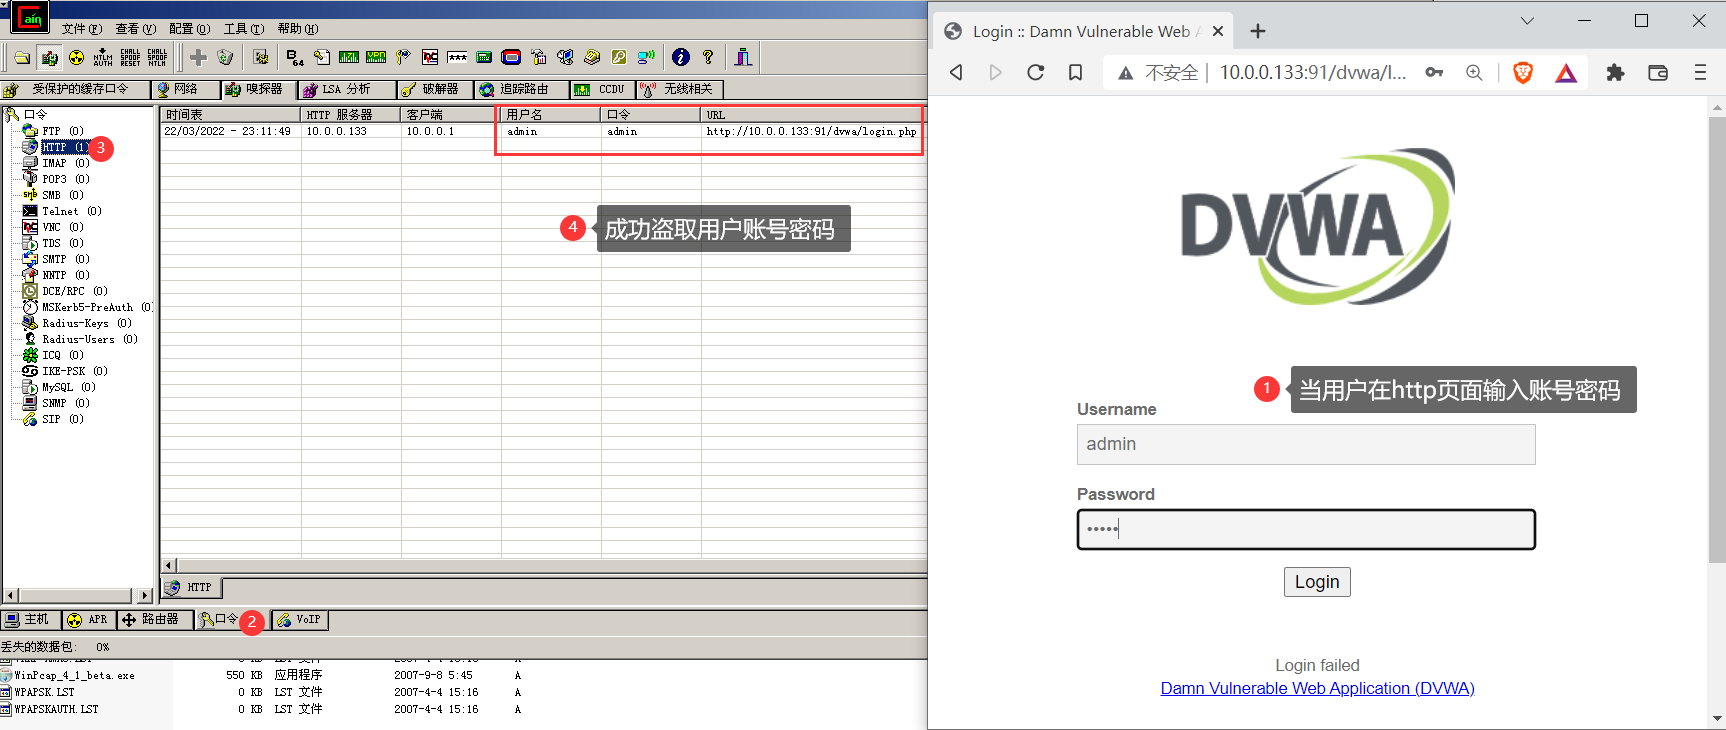 Cain
文件(F) 查看(V) 配置(O) 工具(T) 帮助(H)
NTLM AUTH
CHALL SPOOF RESET
CHALL SPOOF NTLM
B 64
受保护的缓存口令 网络 嗅探器 LSA 分析 破解器 追踪路由 CCDU 无线相关
口令
FTP (0)
HTTP (1)
3
IMAP (0)
POP3 (0)
SMB (0)
Telnet (0)
VNC (0)
TDS (0)
SMTP (0)
NNTP (0)
DCE/RPC (0)
MSKerb5-PreAuth (0)
Radius-Keys (0)
Radius-Users (0)
ICQ (0)
IKE-PSK (0)
MySQL (0)
SNMP (0)
SIP (0)
时间表 HTTP 服务器 客户端 用户名 口令 URL
22/03/2022 - 23:11:49 10.0.0.133 10.0.0.1 admin admin http://10.0.0.133:91/dvwa/login.php
4 成功盗取用户账号密码
HTTP
主机 APR 路由器 口令 2 VoIP
丢失的数据包: 0%
WinPcap_4_1_beta.exe 550 KB 应用程序 2007-9-8 5:45 A
WPAPSK.LST 0 KB LST 文件 2007-4-4 15:16 A
WPAPSKAUTH.LST 0 KB LST 文件 2007-4-4 15:16 A
Login :: Damn Vulnerable Web A
不安全 10.0.0.133:91/dvwa/l...
DVWA
1 当用户在http页面输入账号密码
Username
admin
Password
•••••
Login
Login failed
Damn Vulnerable Web Application (DVWA)